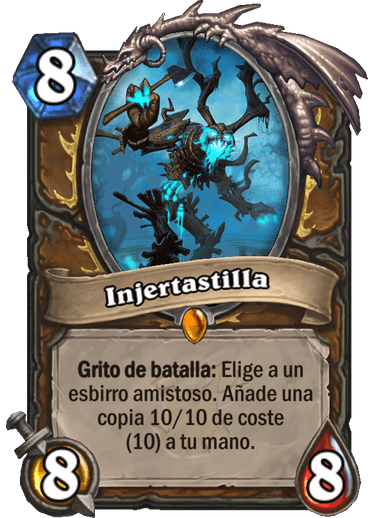 8
Injertastilla
Grito de batalla: Elige a un
esbirro amistoso. Añade una
copia 10/10 de coste
(10) a tu mano.
8
8